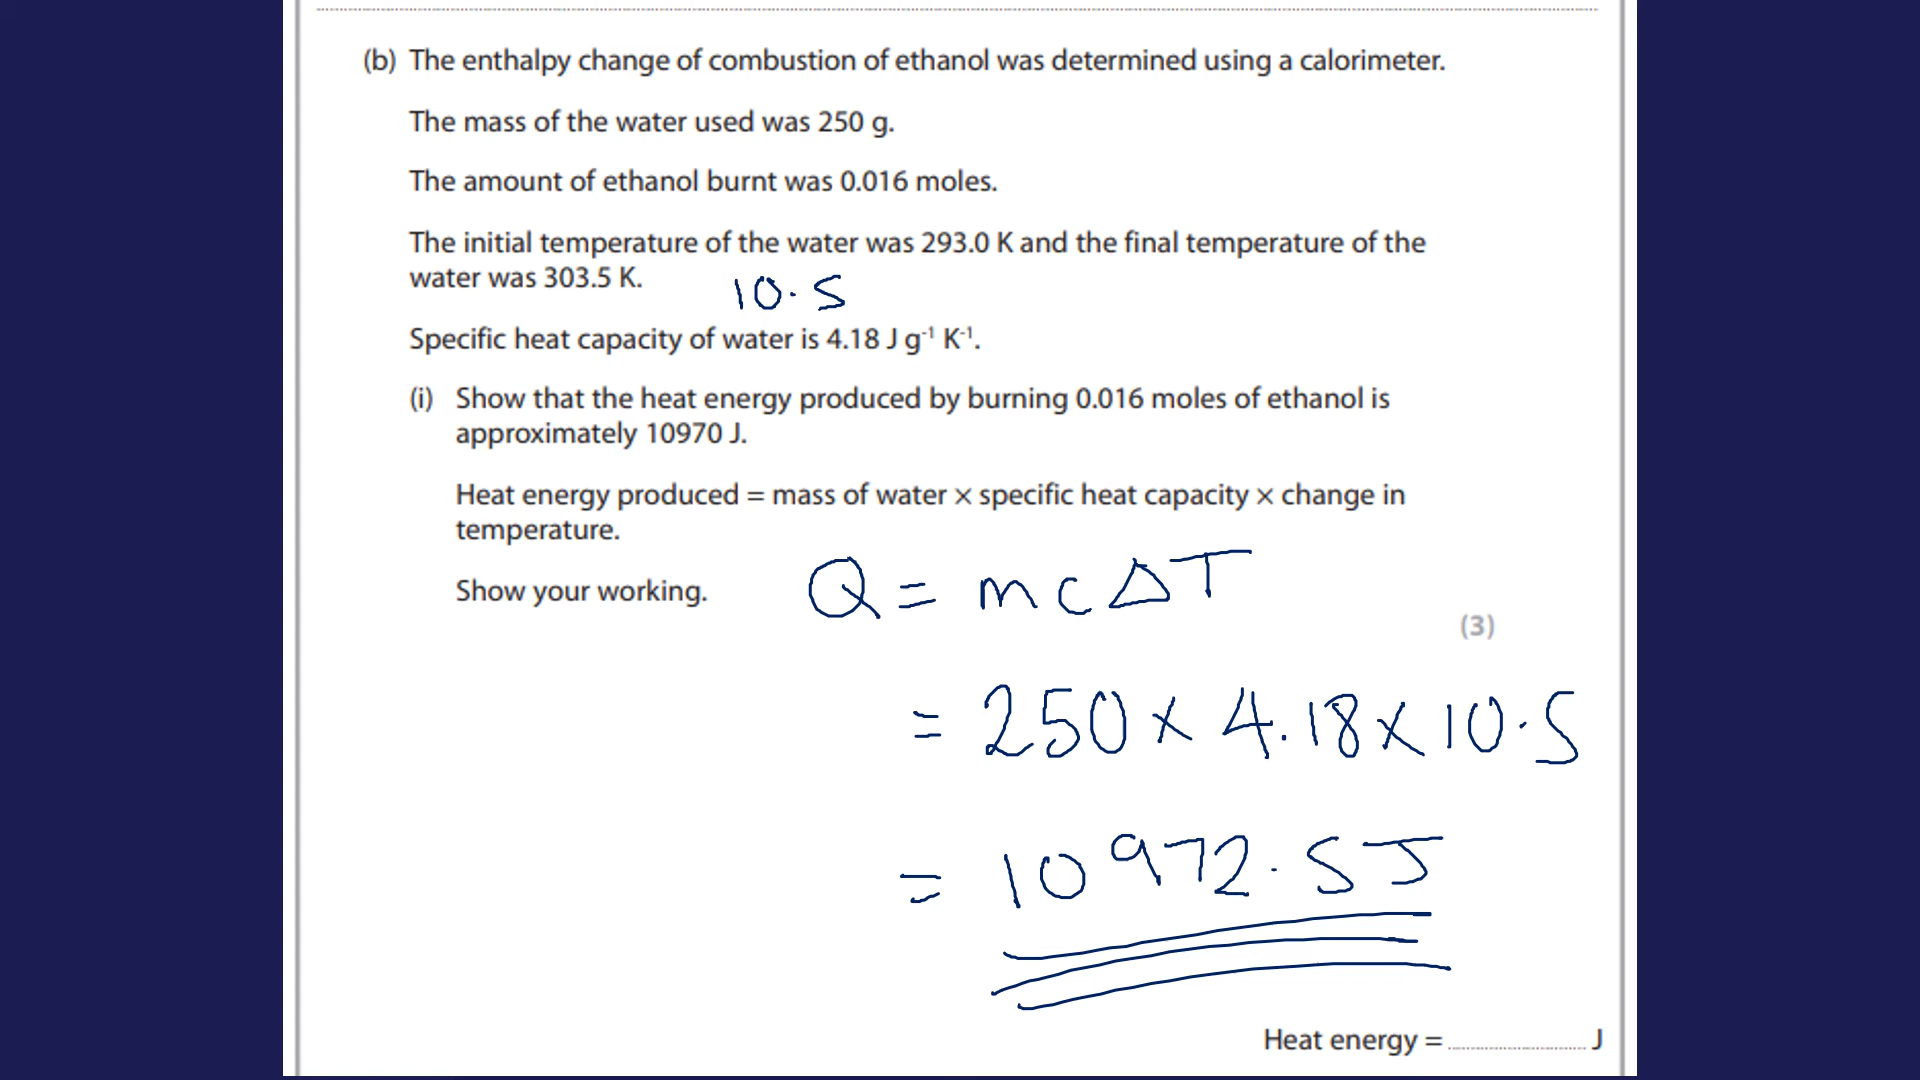 (b) The enthalpy change of combustion of ethanol was determined using a calorimeter.
The mass of the water used was 250 g.
The amount of ethanol burnt was 0.016 moles.
The initial temperature of the water was 293.0 K and the final temperature of the
water was 303.5 K.
10.5
Specific heat capacity of water is 4.18 J g⁻¹ K⁻¹.
(i) Show that the heat energy produced by burning 0.016 moles of ethanol is
approximately 10970 J.
Heat energy produced = mass of water × specific heat capacity × change in
temperature.
Show your working.
Q = mcΔT
(3)
= 250 × 4.18 × 10.5
= 10972.5 J
Heat energy = .............................. J